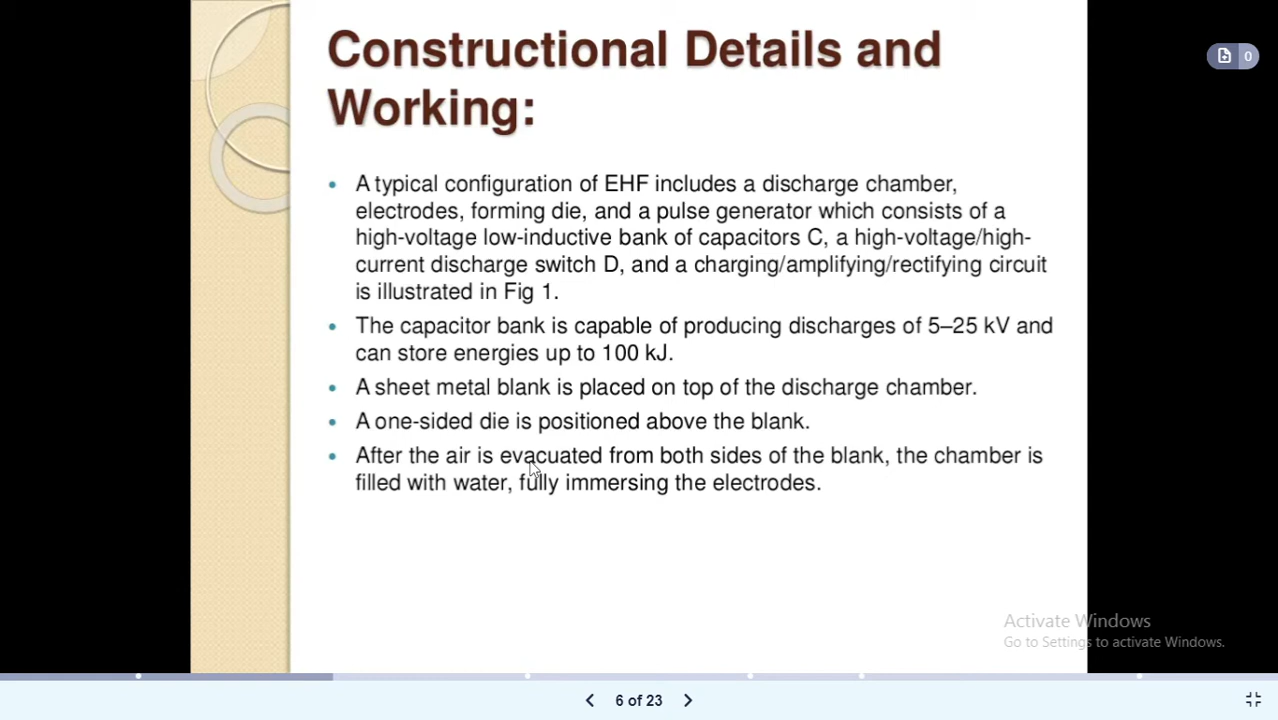 Constructional Details and
Working:
0
• A typical configuration of EHF includes a discharge chamber,
electrodes, forming die, and a pulse generator which consists of a
high-voltage low-inductive bank of capacitors C, a high-voltage/high-
current discharge switch D, and a charging/amplifying/rectifying circuit
is illustrated in Fig 1.
• The capacitor bank is capable of producing discharges of 5–25 kV and
can store energies up to 100 kJ.
• A sheet metal blank is placed on top of the discharge chamber.
• A one-sided die is positioned above the blank.
• After the air is evacuated from both sides of the blank, the chamber is
filled with water, fully immersing the electrodes.
Activate Windows
Go to Settings to activate Windows.
6 of 23